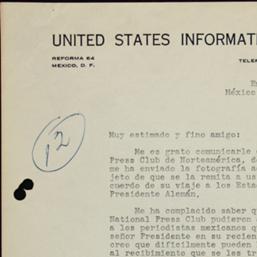 UNITED STATES INFORMATI
REFORMA 64
MEXICO, D. F.
TELE
México
12
Muy estimado y fino amigo:
Me es grato comunicarle
Press Club de Norteamérica, d
me ha enviado la fotografía a
jeto de que se la remita a us
cuerdo de su viaje a los Esta
Presidente Alemán.
Ha me complacido saber q
National Press Club pudieron
a los periodistas mexicanos q
señor Presidente en su recien
creo que difícilmente pueden
al recibimiento que se les tr